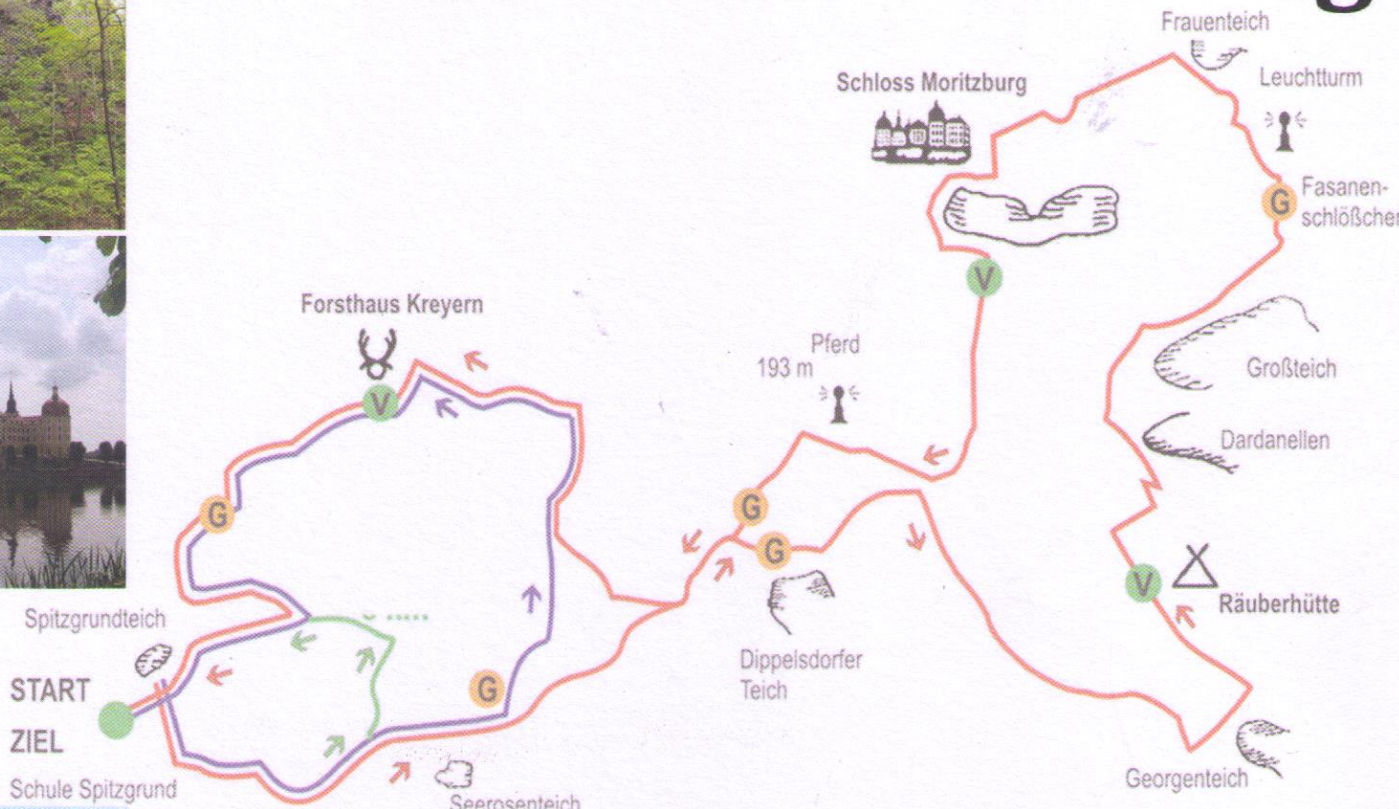 g
Frauenteich
Schloss Moritzburg
Leuchtturm
G
Fasanen-
schlößchen
V
Forsthaus Kreyern
Pferd
193 m
Großteich
V
Dardanellen
G
G
G
V
Räuberhütte
Spitzgrundteich
Dippelsdorfer
Teich
START
G
ZIEL
Georgenteich
Schule Spitzgrund
Seerosenteich